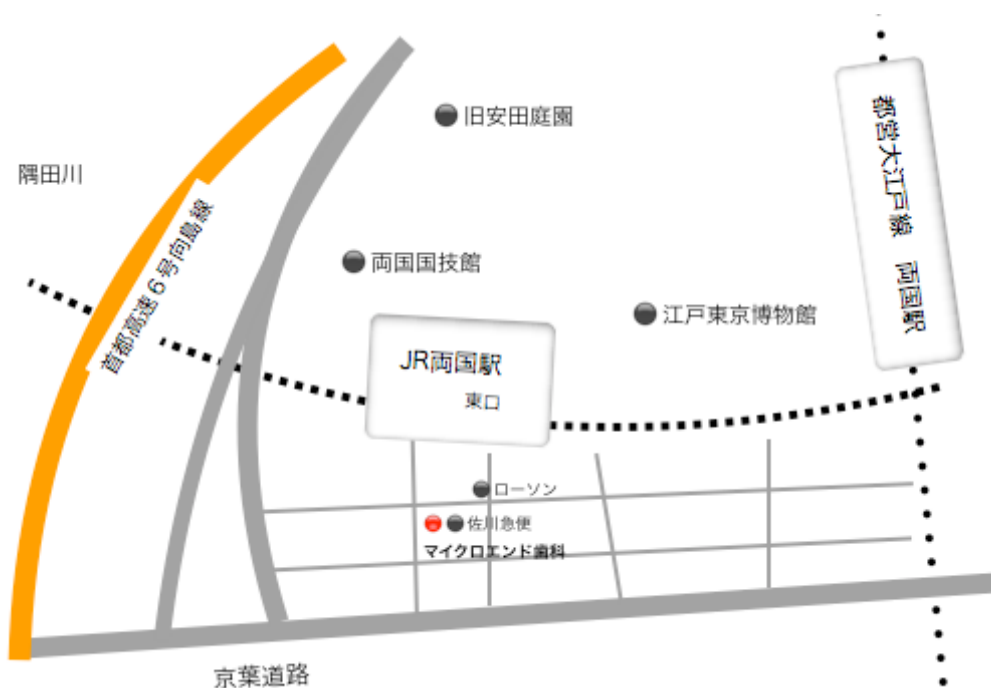 旧安田庭園
都営大江戸線　両国駅
隅田川
首都高速６号向島線
両国国技館
江戸東京博物館
JR両国駅
東口
ローソン
佐川急便
マイクロエンド歯科
京葉道路